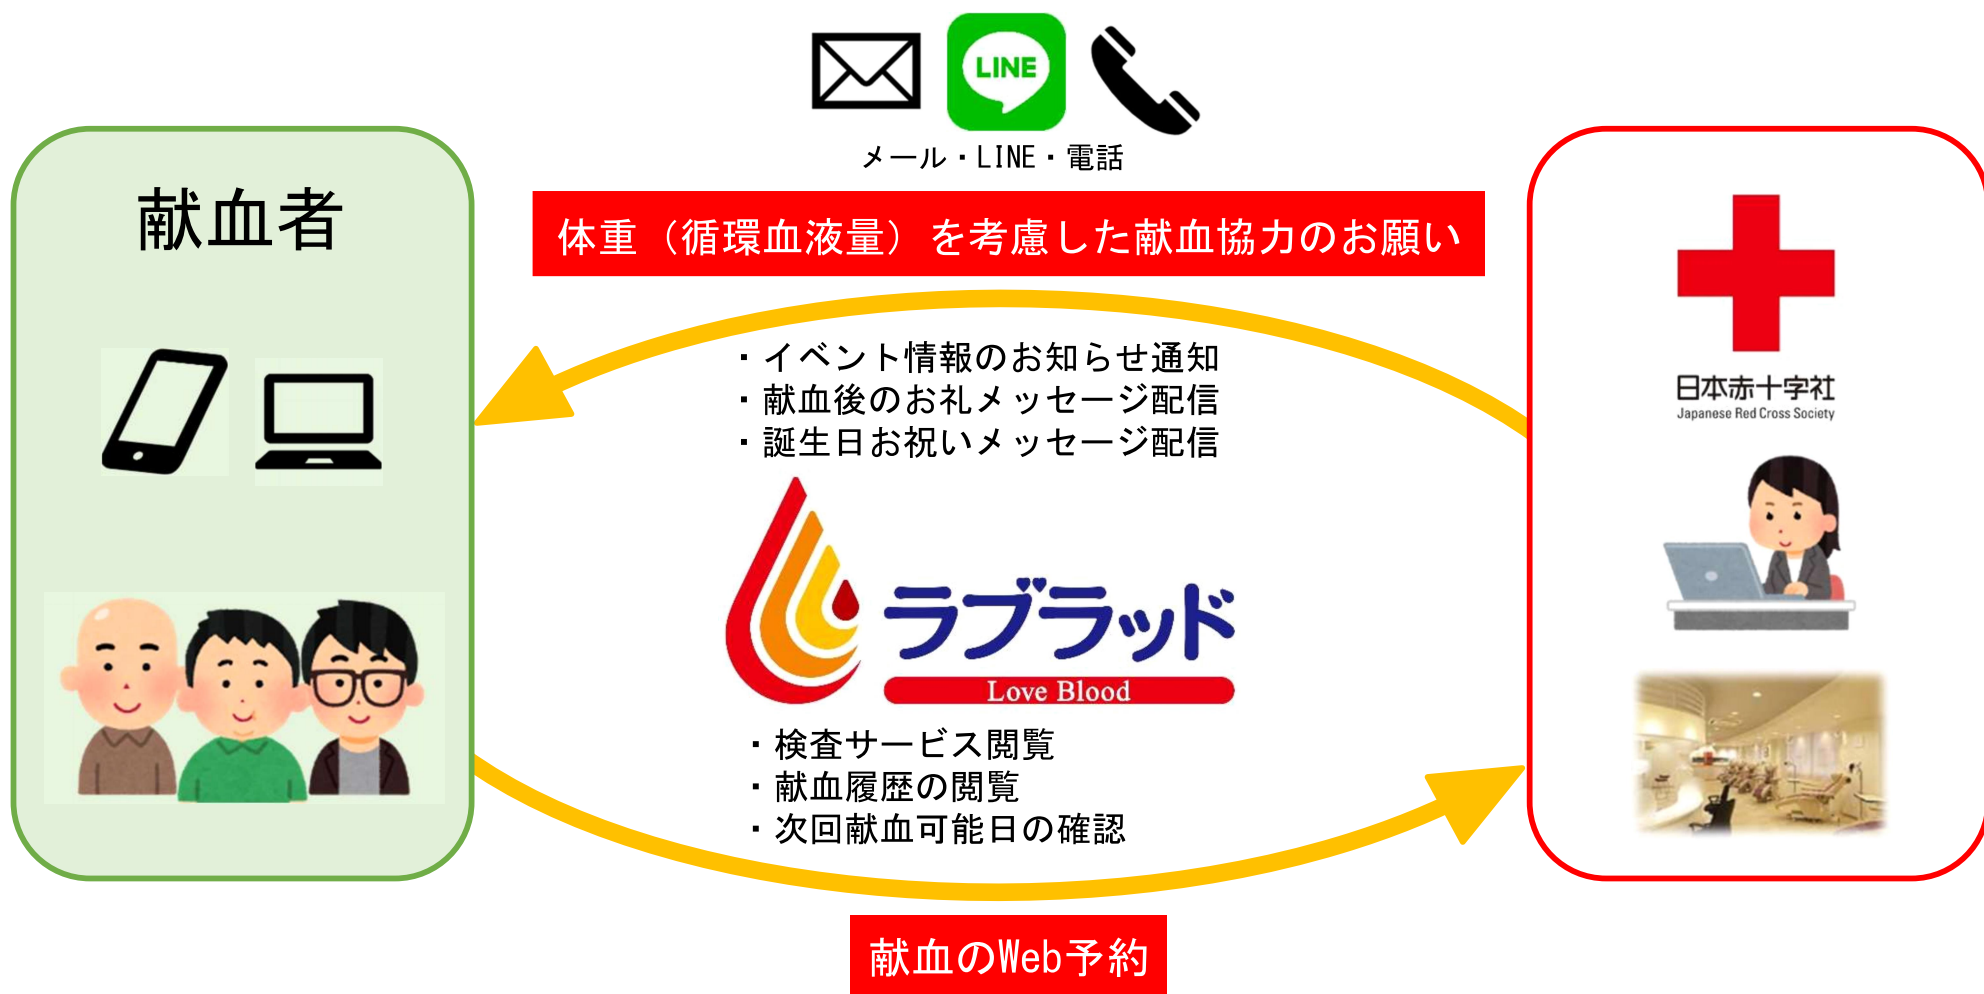 LINE
メール・LINE・電話
献血者
体重（循環血液量）を考慮した献血協力のお願い
・イベント情報のお知らせ通知
・献血後のお礼メッセージ配信
・誕生日お祝いメッセージ配信
日本赤十字社
Japanese Red Cross Society
ラブラッド
Love Blood
・検査サービス閲覧
・献血履歴の閲覧
・次回献血可能日の確認
献血のWeb予約